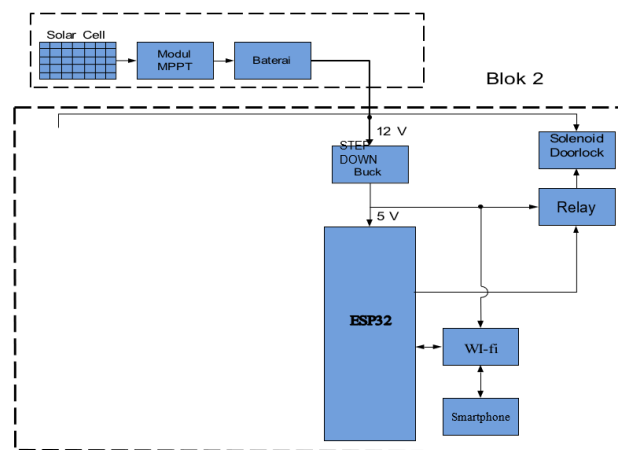 Solar Cell
Modul
MPPT
Baterai
Blok 2
12 V
STEP
DOWN
Buck
Solenoid
Doorlock
5 V
Relay
ESP32
WI-fi
Smartphone